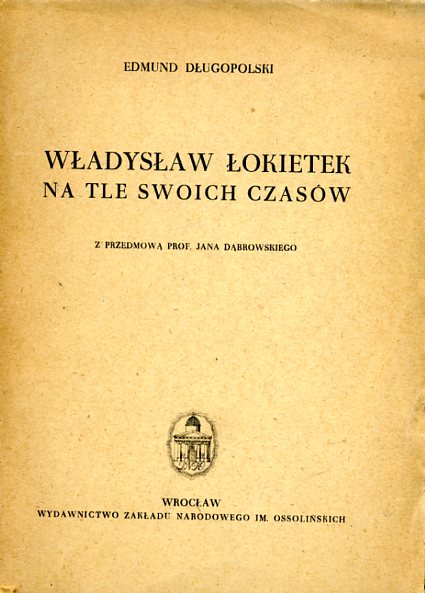 EDMUND DŁUGOPOLSKI
WŁADYSŁAW ŁOKIETEK
NA TLE SWOICH CZASÓW
Z PRZEDMOWĄ PROF. JANA DĄBROWSKIEGO
WROCŁAW
WYDAWNICTWO ZAKŁADU NARODOWEGO IM. OSSOLIŃSKICH